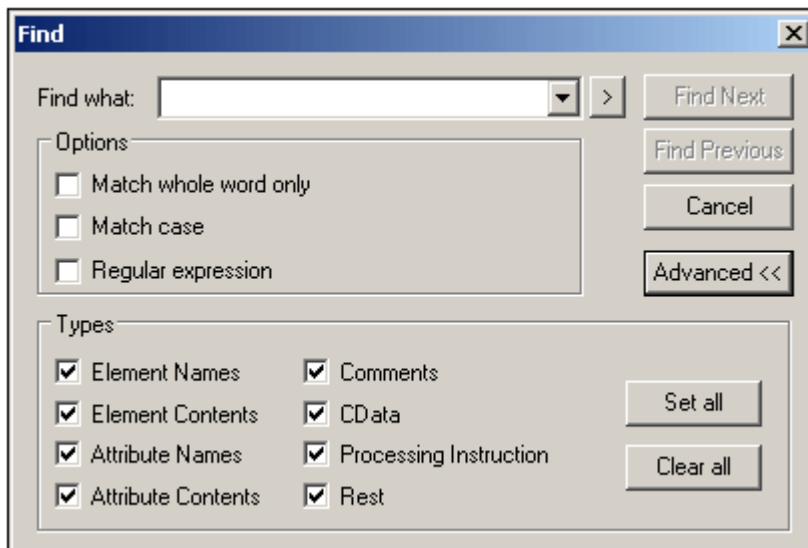 Find
Find what:
>
Find Next
Options
Find Previous
Match whole word only
Match case
Cancel
Regular expression
Advanced <<
Types
Element Names
Comments
Element Contents
CData
Set all
Attribute Names
Processing Instruction
Clear all
Attribute Contents
Rest